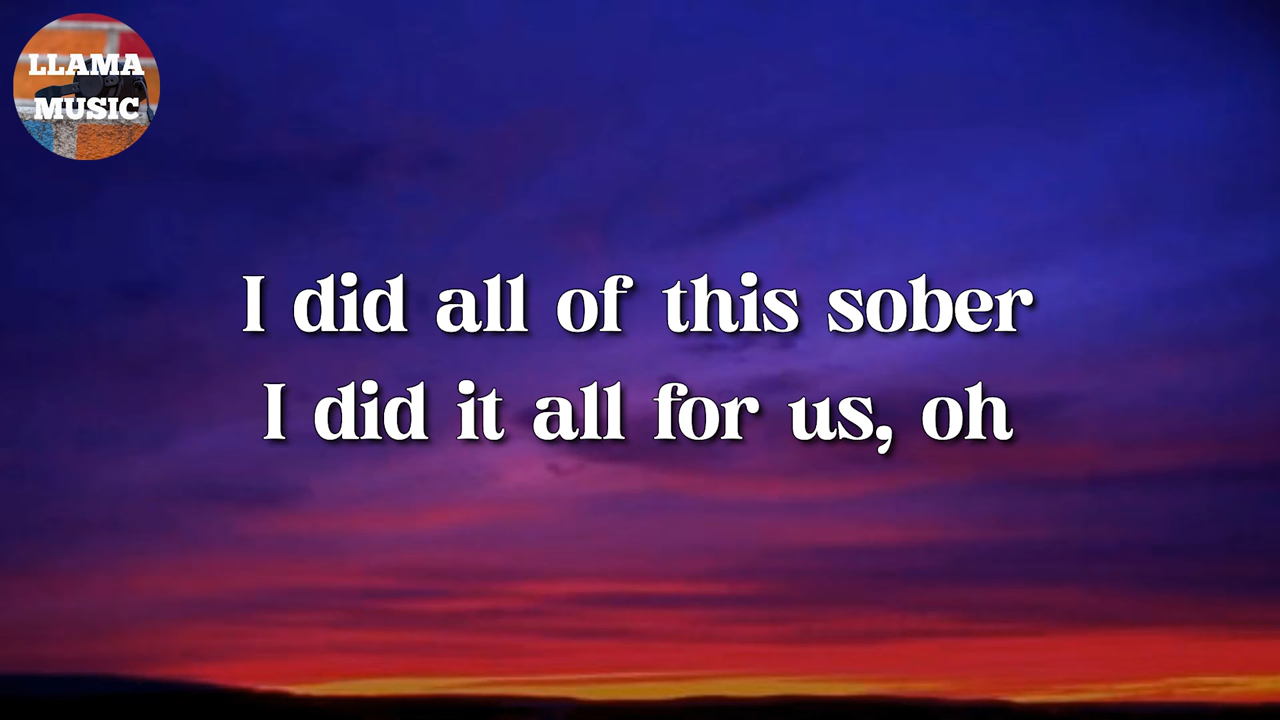 LLAMA
MUSIC
I did all of this sober
I did it all for us, oh